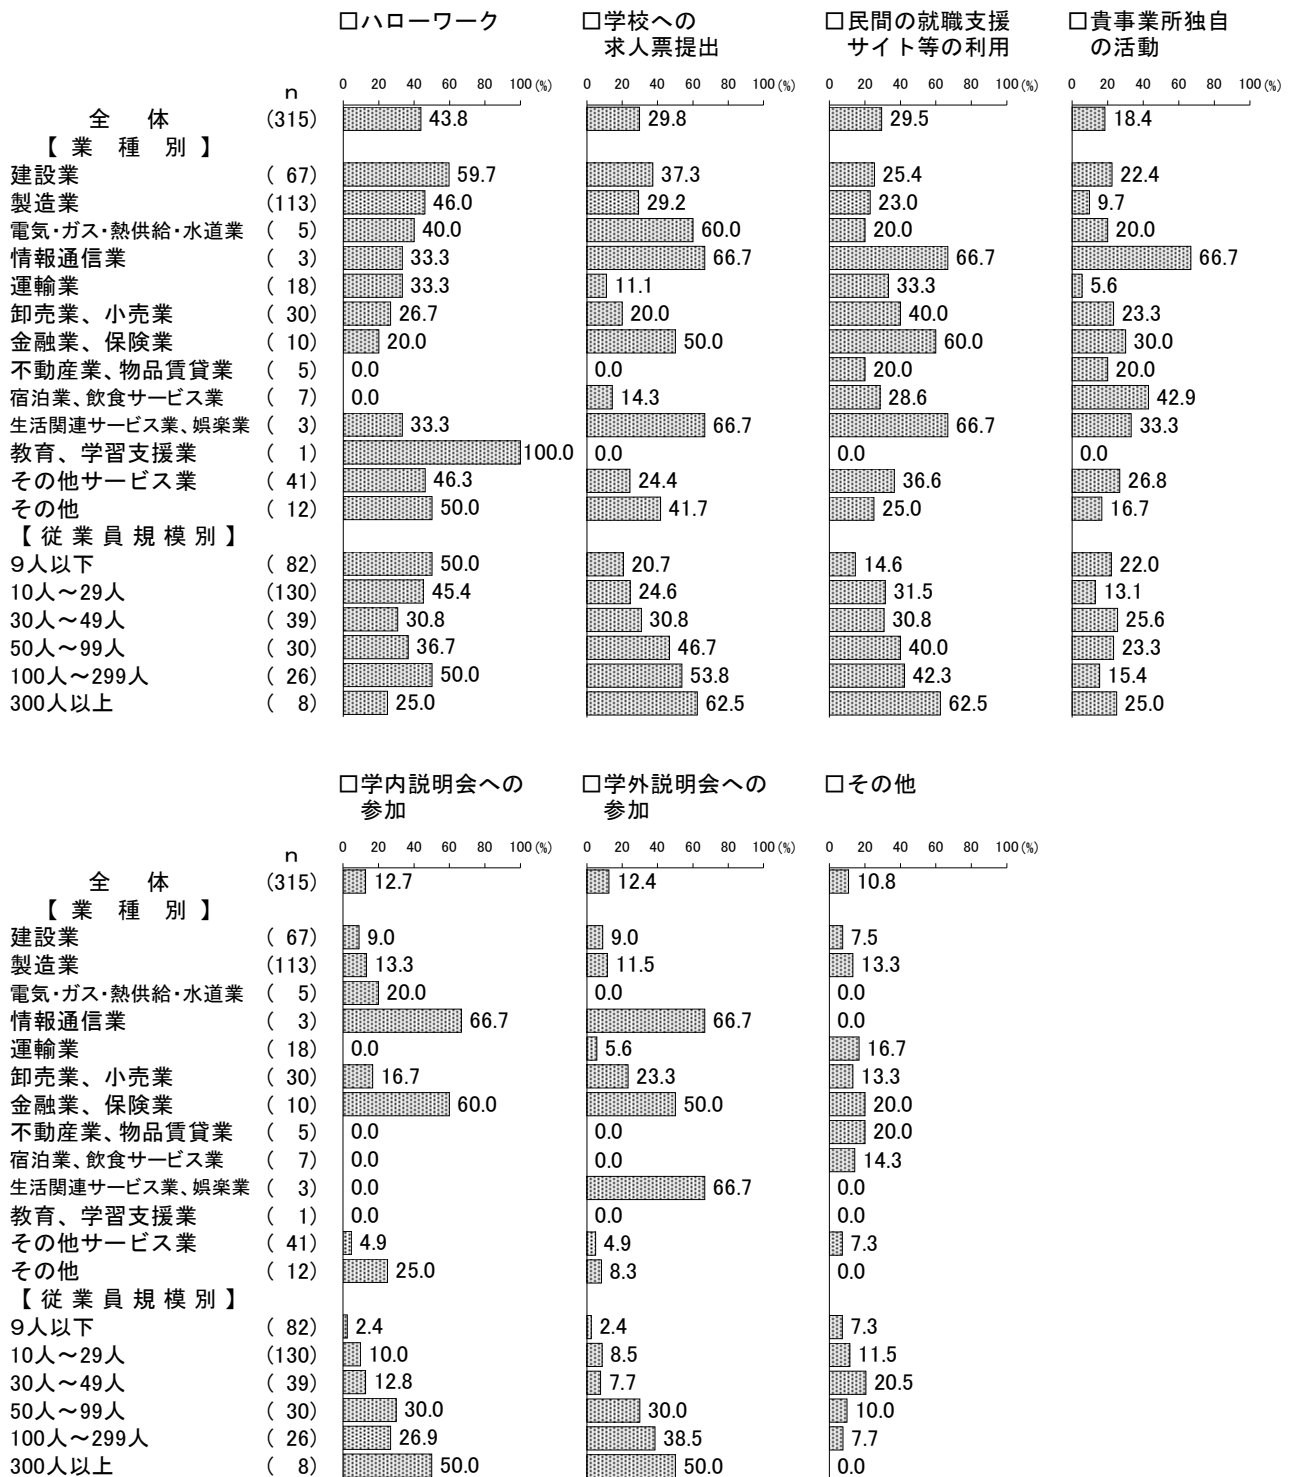 □ハローワーク □学校への □民間の就職支援 □貴事業所独自
求人票提出 サイト等の利用 の活動
n 0 20 40 60 80 100(%) 0 20 40 60 80 100(%) 0 20 40 60 80 100(%) 0 20 40 60 80 100(%)
全 体 (315) 43.8 29.8 29.5 18.4
【 業 種 別 】
建設業 ( 67) 59.7 37.3 25.4 22.4
製造業 (113) 46.0 29.2 23.0 9.7
電気・ガス・熱供給・水道業 ( 5) 40.0 60.0 20.0 20.0
情報通信業 ( 3) 33.3 66.7 66.7 66.7
運輸業 ( 18) 33.3 11.1 33.3 5.6
卸売業、小売業 ( 30) 26.7 20.0 40.0 23.3
金融業、保険業 ( 10) 20.0 50.0 60.0 30.0
不動産業、物品賃貸業 ( 5) 0.0 0.0 20.0 20.0
宿泊業、飲食サービス業 ( 7) 0.0 14.3 28.6 42.9
生活関連サービス業、娯楽業 ( 3) 33.3 66.7 66.7 33.3
教育、学習支援業 ( 1) 100.0 0.0 0.0 0.0
その他サービス業 ( 41) 46.3 24.4 36.6 26.8
その他 ( 12) 50.0 41.7 25.0 16.7
【 従 業 員 規 模 別 】
9人以下 ( 82) 50.0 20.7 14.6 22.0
10人～29人 (130) 45.4 24.6 31.5 13.1
30人～49人 ( 39) 30.8 30.8 30.8 25.6
50人～99人 ( 30) 36.7 46.7 40.0 23.3
100人～299人 ( 26) 50.0 53.8 42.3 15.4
300人以上 ( 8) 25.0 62.5 62.5 25.0
□学内説明会への □学外説明会への □その他
参加 参加
n 0 20 40 60 80 100(%) 0 20 40 60 80 100(%) 0 20 40 60 80 100(%)
全 体 (315) 12.7 12.4 10.8
【 業 種 別 】
建設業 ( 67) 9.0 9.0 7.5
製造業 (113) 13.3 11.5 13.3
電気・ガス・熱供給・水道業 ( 5) 20.0 0.0 0.0
情報通信業 ( 3) 66.7 66.7 0.0
運輸業 ( 18) 0.0 5.6 16.7
卸売業、小売業 ( 30) 16.7 23.3 13.3
金融業、保険業 ( 10) 60.0 50.0 20.0
不動産業、物品賃貸業 ( 5) 0.0 0.0 20.0
宿泊業、飲食サービス業 ( 7) 0.0 0.0 14.3
生活関連サービス業、娯楽業 ( 3) 0.0 66.7 0.0
教育、学習支援業 ( 1) 0.0 0.0 0.0
その他サービス業 ( 41) 4.9 4.9 7.3
その他 ( 12) 25.0 8.3 0.0
【 従 業 員 規 模 別 】
9人以下 ( 82) 2.4 2.4 7.3
10人～29人 (130) 10.0 8.5 11.5
30人～49人 ( 39) 12.8 7.7 20.5
50人～99人 ( 30) 30.0 30.0 10.0
100人～299人 ( 26) 26.9 38.5 7.7
300人以上 ( 8) 50.0 50.0 0.0